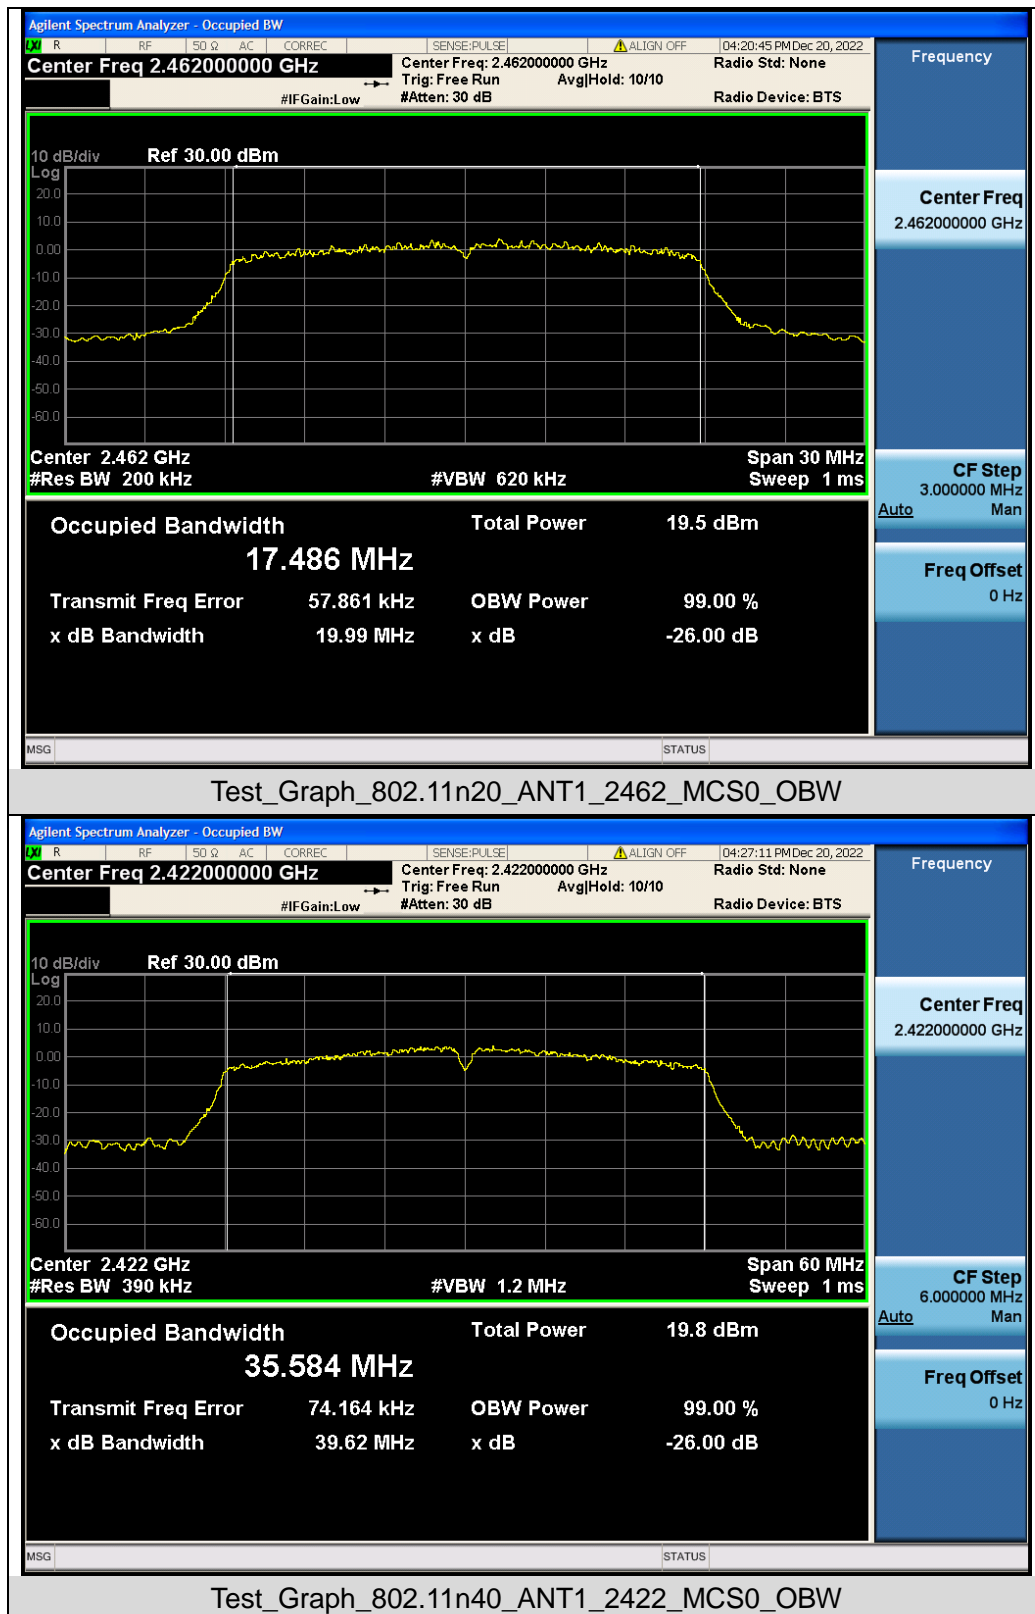 Agilent Spectrum Analyzer - Occupied BW
LXI R RF 50 Ω AC CORREC SENSE:PULSE ALIGN OFF 04:20:45 PM Dec 20, 2022
Center Freq 2.462000000 GHz Center Freq: 2.462000000 GHz Radio Std: None Frequency
Trig: Free Run Avg|Hold: 10/10
#IFGain:Low #Atten: 30 dB Radio Device: BTS
10 dB/div Ref 30.00 dBm
Log
20.0
10.0
0.00
-10.0
-20.0
-30.0
-40.0
-50.0
-60.0
Center Freq
2.462000000 GHz
Center 2.462 GHz Span 30 MHz
#Res BW 200 kHz #VBW 620 kHz Sweep 1 ms
CF Step
3.000000 MHz
Auto Man
Occupied Bandwidth Total Power 19.5 dBm
17.486 MHz
Freq Offset
0 Hz
Transmit Freq Error 57.861 kHz OBW Power 99.00 %
x dB Bandwidth 19.99 MHz x dB -26.00 dB
MSG STATUS
Test_Graph_802.11n20_ANT1_2462_MCS0_OBW
Agilent Spectrum Analyzer - Occupied BW
LXI R RF 50 Ω AC CORREC SENSE:PULSE ALIGN OFF 04:27:11 PM Dec 20, 2022
Center Freq 2.422000000 GHz Center Freq: 2.422000000 GHz Radio Std: None Frequency
Trig: Free Run Avg|Hold: 10/10
#IFGain:Low #Atten: 30 dB Radio Device: BTS
10 dB/div Ref 30.00 dBm
Log
20.0
10.0
0.00
-10.0
-20.0
-30.0
-40.0
-50.0
-60.0
Center Freq
2.422000000 GHz
Center 2.422 GHz Span 60 MHz
#Res BW 390 kHz #VBW 1.2 MHz Sweep 1 ms
CF Step
6.000000 MHz
Auto Man
Occupied Bandwidth Total Power 19.8 dBm
35.584 MHz
Freq Offset
0 Hz
Transmit Freq Error 74.164 kHz OBW Power 99.00 %
x dB Bandwidth 39.62 MHz x dB -26.00 dB
MSG STATUS
Test_Graph_802.11n40_ANT1_2422_MCS0_OBW